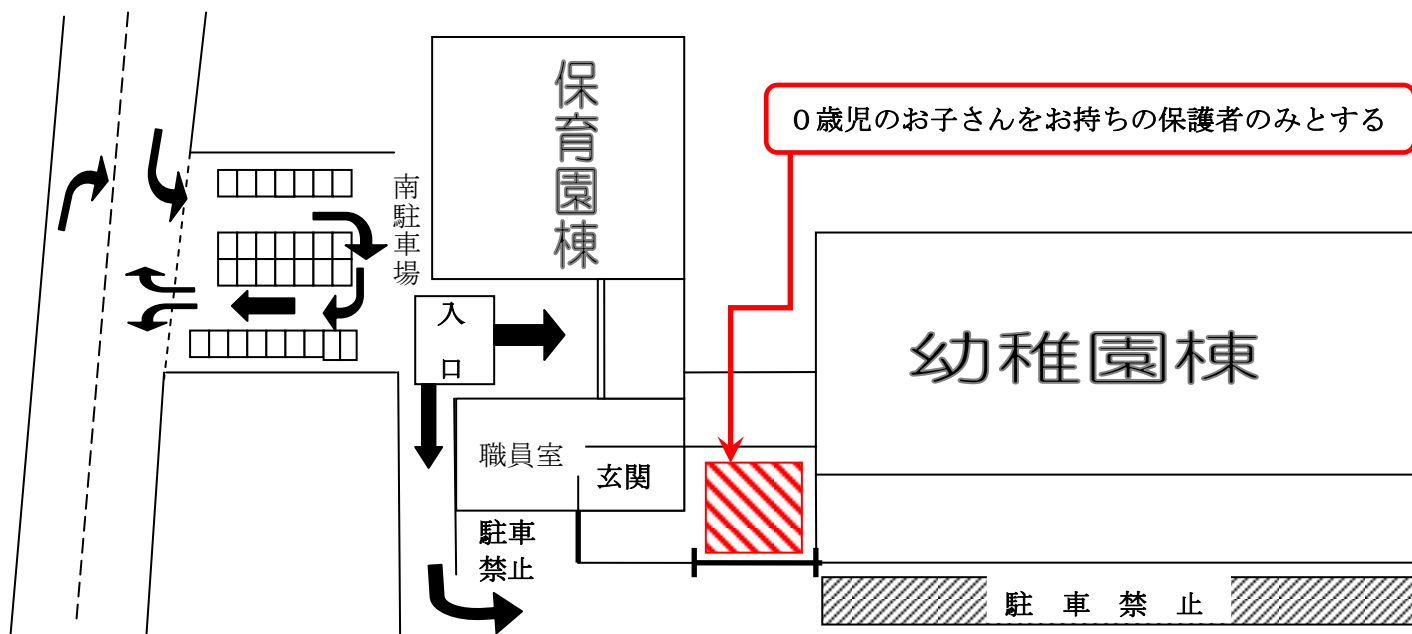 保育園棟
０歳児のお子さんをお持ちの保護者のみとする
南駐車場
入
口
幼稚園棟
職員室
玄関
駐車
禁止
駐車禁止